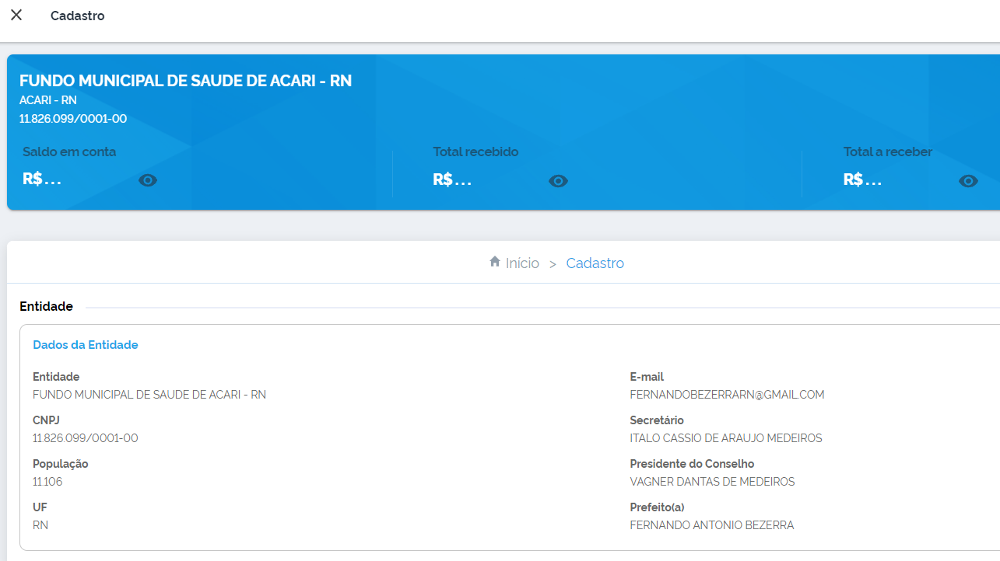 Cadastro
FUNDO MUNICIPAL DE SAUDE DE ACARI - RN
ACARI - RN
11.826.099/0001-00
Saldo em conta
R$ ...
Total recebido
R$ ...
Total a receber
R$ ...
Início > Cadastro
Entidade
Dados da Entidade
Entidade
FUNDO MUNICIPAL DE SAUDE DE ACARI - RN
CNPJ
11.826.099/0001-00
População
11.106
UF
RN
E-mail
FERNANDOBEZERRARN@GMAIL.COM
Secretário
ITALO CASSIO DE ARAUJO MEDEIROS
Presidente do Conselho
VAGNER DANTAS DE MEDEIROS
Prefeito(a)
FERNANDO ANTONIO BEZERRA